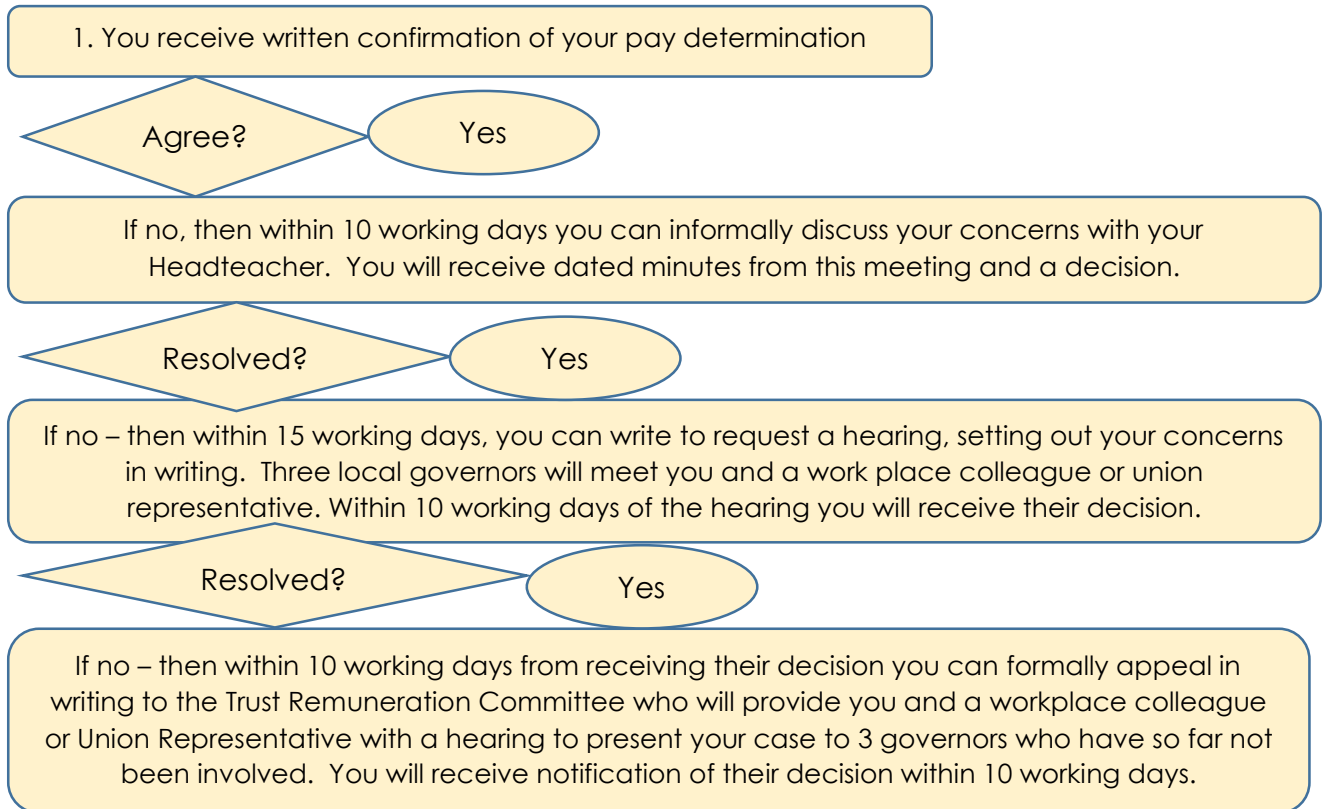 1. You receive written confirmation of your pay determination
Agree?
Yes
If no, then within 10 working days you can informally discuss your concerns with your
Headteacher.  You will receive dated minutes from this meeting and a decision.
Resolved?
Yes
If no – then within 15 working days, you can write to request a hearing, setting out your concerns
in writing.  Three local governors will meet you and a work place colleague or union
representative. Within 10 working days of the hearing you will receive their decision.
Resolved?
Yes
If no – then within 10 working days from receiving their decision you can formally appeal in
writing to the Trust Remuneration Committee who will provide you and a workplace colleague
or Union Representative with a hearing to present your case to 3 governors who have so far not
been involved.  You will receive notification of their decision within 10 working days.